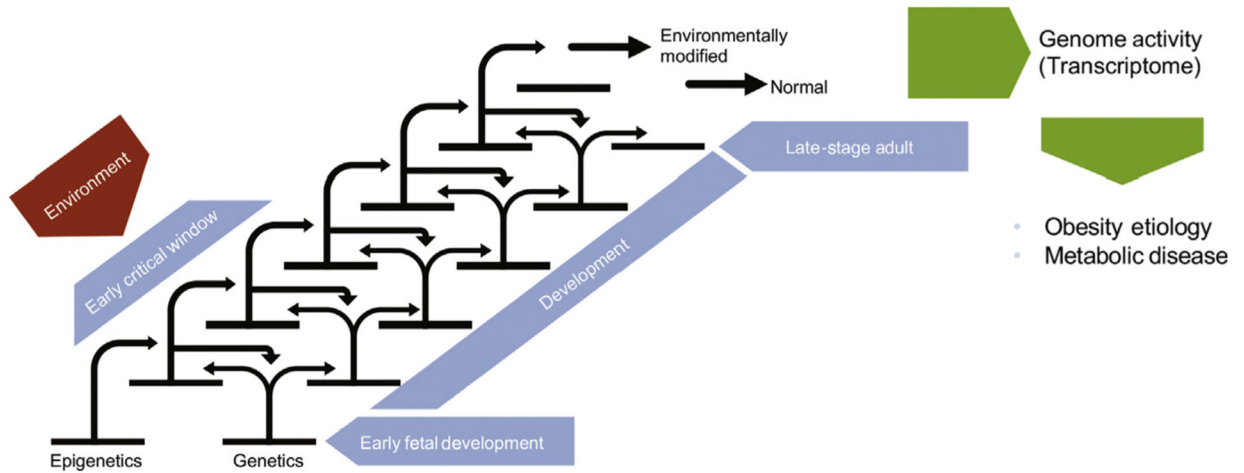 Environmentally
modified
Normal
Genome activity
(Transcriptome)
Environment
Early critical window
Late-stage adult
Development
• Obesity etiology
• Metabolic disease
Early fetal development
Epigenetics
Genetics